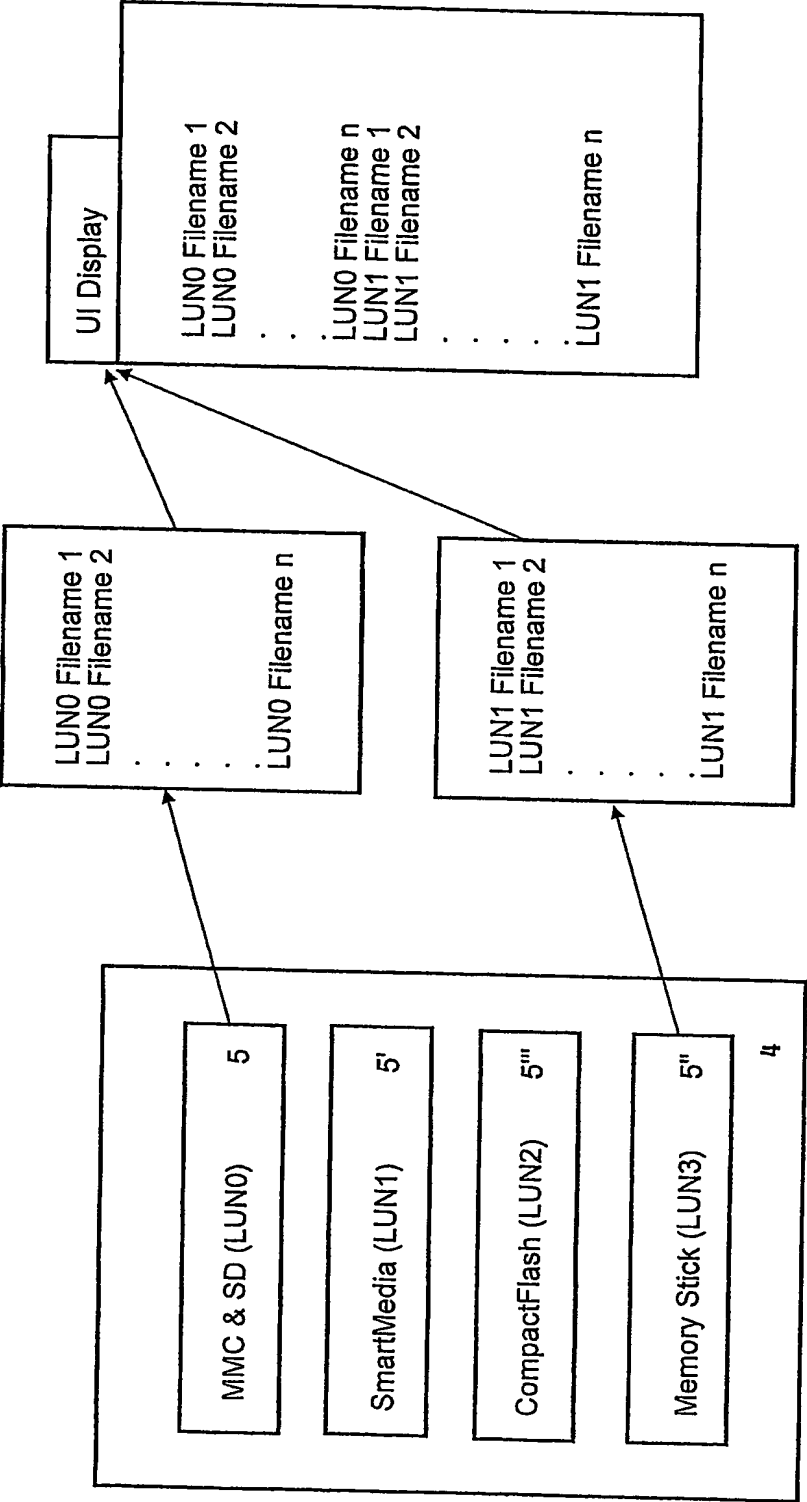 MMC & SD (LUN0) 5
SmartMedia (LUN1) 5'
CompactFlash (LUN2) 5'''
Memory Stick (LUN3) 5''
4
LUN0 Filename 1
LUN0 Filename 2
.
.
.
.
. LUN0 Filename n
LUN1 Filename 1
LUN1 Filename 2
.
.
.
.
. LUN1 Filename n
UI Display
LUN0 Filename 1
LUN0 Filename 2
.
.
. LUN0 Filename n
LUN1 Filename 1
LUN1 Filename 2
.
.
.
.
. LUN1 Filename n